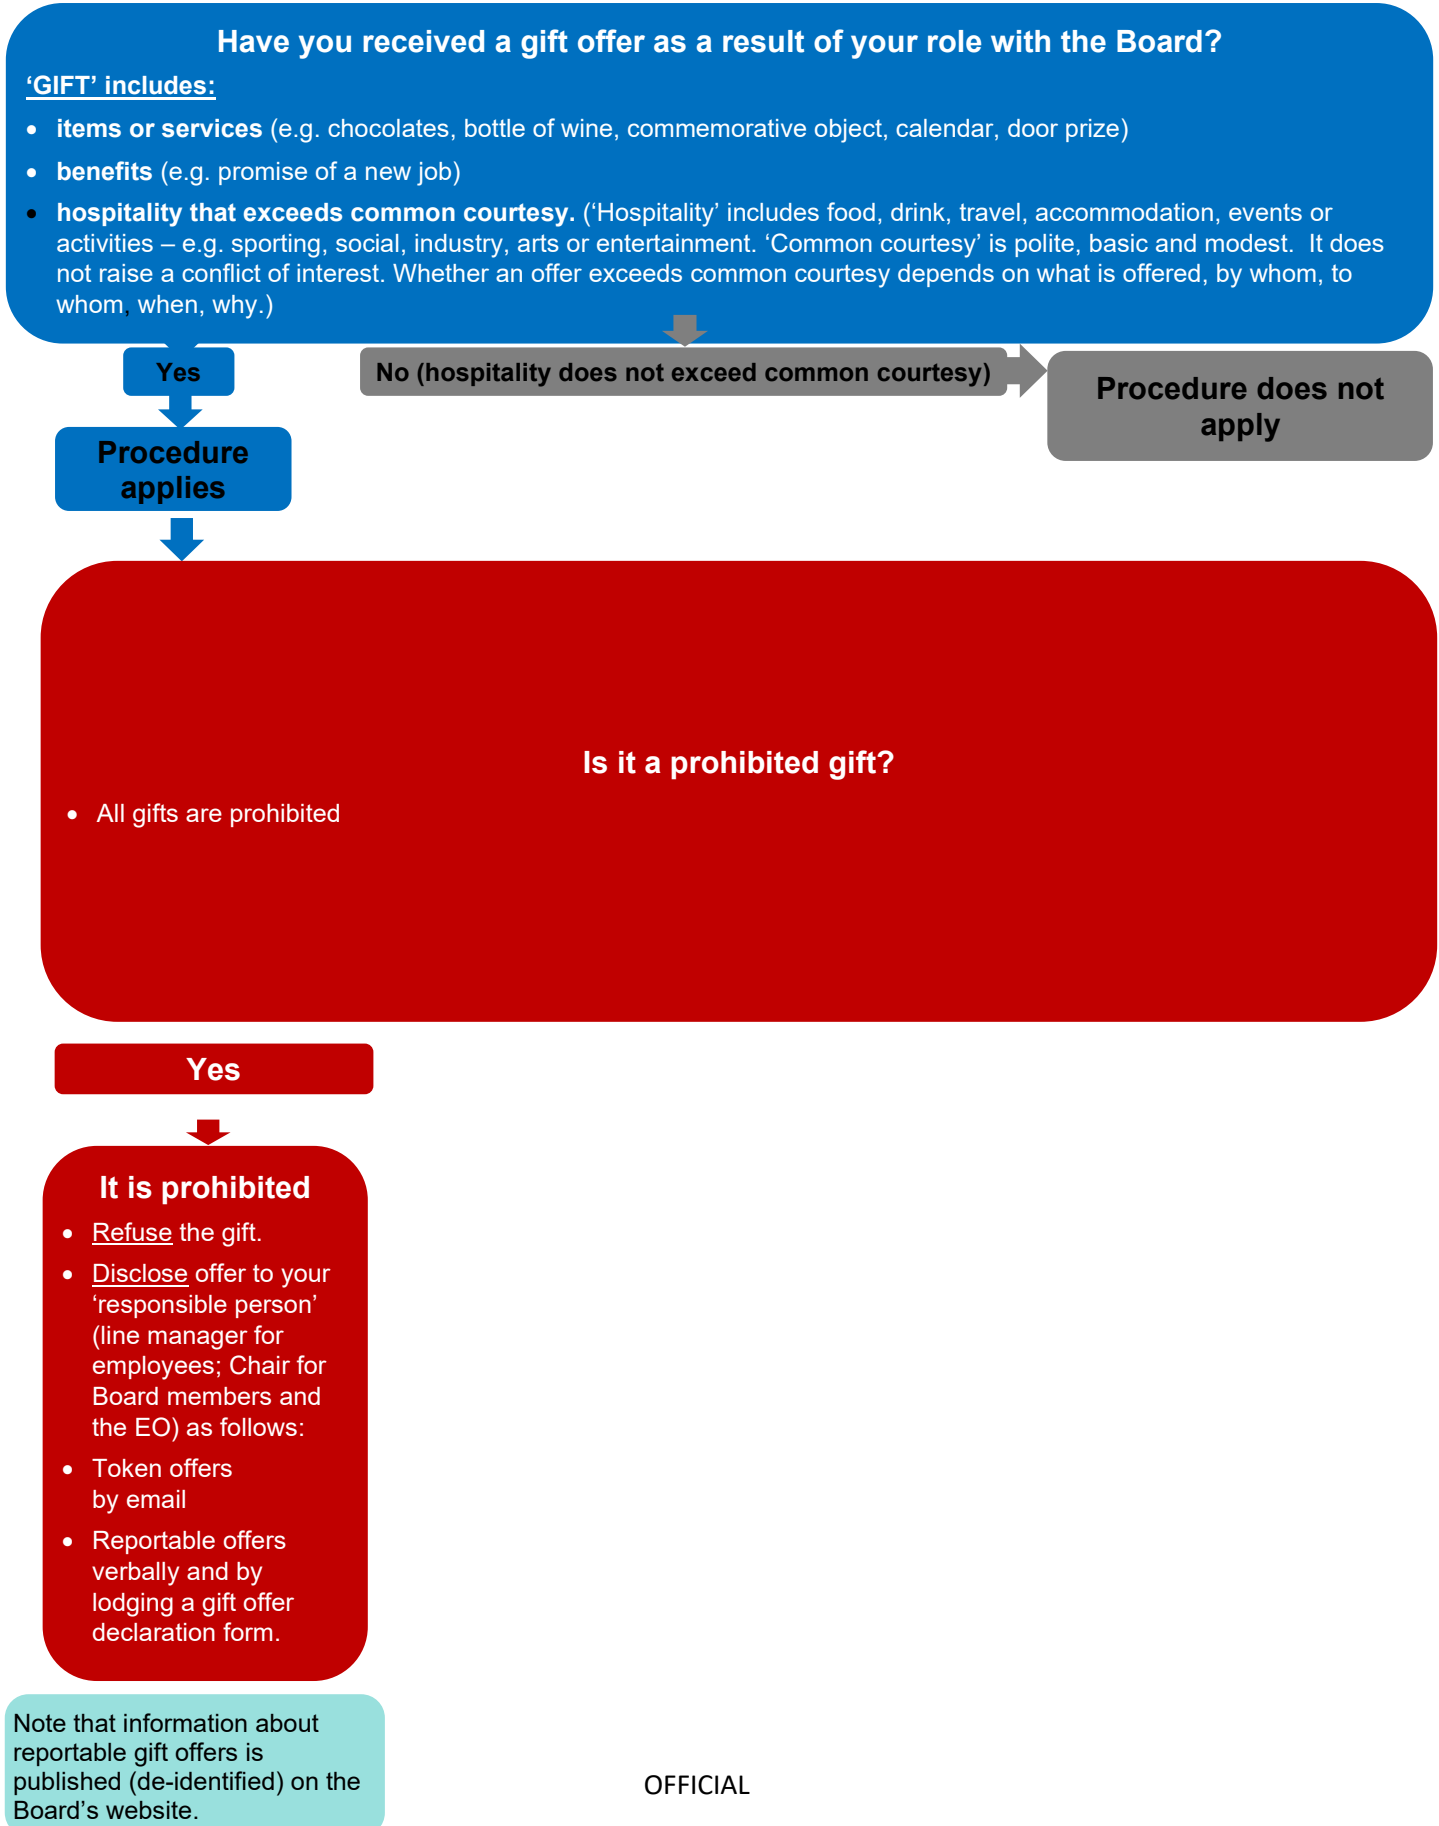 Have you received a gift offer as a result of your role with the Board?
‘GIFT’ includes:
• items or services (e.g. chocolates, bottle of wine, commemorative object, calendar, door prize)
• benefits (e.g. promise of a new job)
• hospitality that exceeds common courtesy. (‘Hospitality’ includes food, drink, travel, accommodation, events or
activities – e.g. sporting, social, industry, arts or entertainment. ‘Common courtesy’ is polite, basic and modest.  It does
not raise a conflict of interest. Whether an offer exceeds common courtesy depends on what is offered, by whom, to
whom, when, why.)
Yes
No (hospitality does not exceed common courtesy)
Procedure does not
apply
Procedure
applies
Is it a prohibited gift?
• All gifts are prohibited
Yes
It is prohibited
• Refuse the gift.
• Disclose offer to your
‘responsible person’
(line manager for
employees; Chair for
Board members and
the EO) as follows:
• Token offers
by email
• Reportable offers
verbally and by
lodging a gift offer
declaration form.
Note that information about
reportable gift offers is
published (de-identified) on the
Board’s website.
OFFICIAL